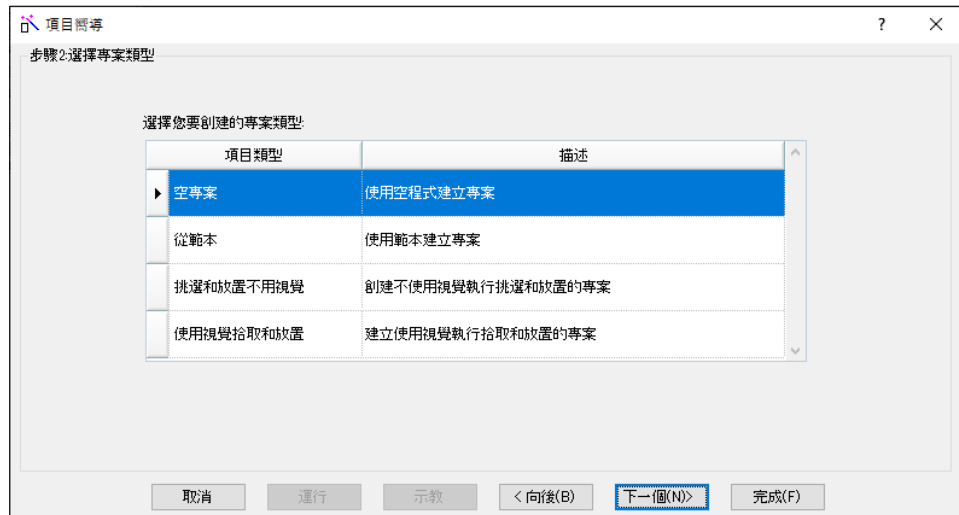 項目嚮導
步驟2:選擇專案類型
選擇您要創建的專案類型:
項目類型 描述
空專案 使用空程式建立專案
從範本 使用範本建立專案
挑選和放置不用視覺 創建不使用視覺執行挑選和放置的專案
使用視覺拾取和放置 建立使用視覺執行拾取和放置的專案
取消 運行 示教 <向後(B) 下一個(N)> 完成(F)